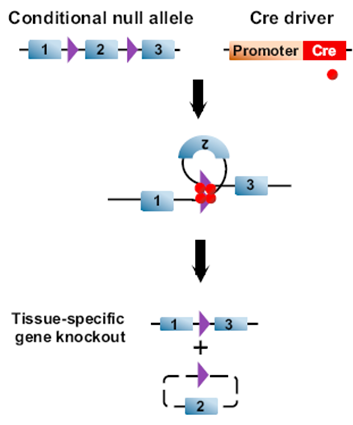 Conditional null allele
Cre driver
1 2 3
Promoter Cre
2
3
1
Tissue-specific
gene knockout
1 3
+
2